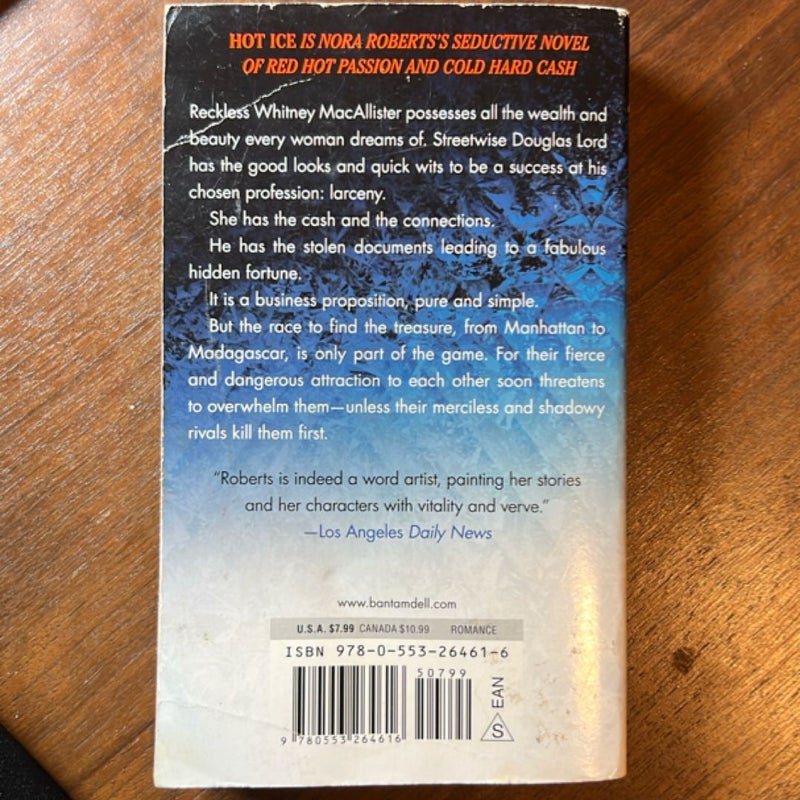 HOT ICE IS NORA ROBERTS'S SEDUCTIVE NOVEL
OF RED HOT PASSION AND COLD HARD CASH
Reckless Whitney MacAllister possesses all the wealth and
beauty every woman dreams of. Streetwise Douglas Lord
has the good looks and quick wits to be a success at his
chosen profession: larceny.
She has the cash and the connections.
He has the stolen documents leading to a fabulous
hidden fortune.
It is a business proposition, pure and simple.
But the race to find the treasure, from Manhattan to
Madagascar, is only part of the game. For their fierce
and dangerous attraction to each other soon threatens
to overwhelm them—unless their merciless and shadowy
rivals kill them first.
"Roberts is indeed a word artist, painting her stories
and her characters with vitality and verve."
—Los Angeles Daily News
www.bantamdell.com
U.S.A. $7.99 CANADA $10.99 ROMANCE
ISBN 978-0-553-26461-6
50799
9 780553 264616
EAN
S